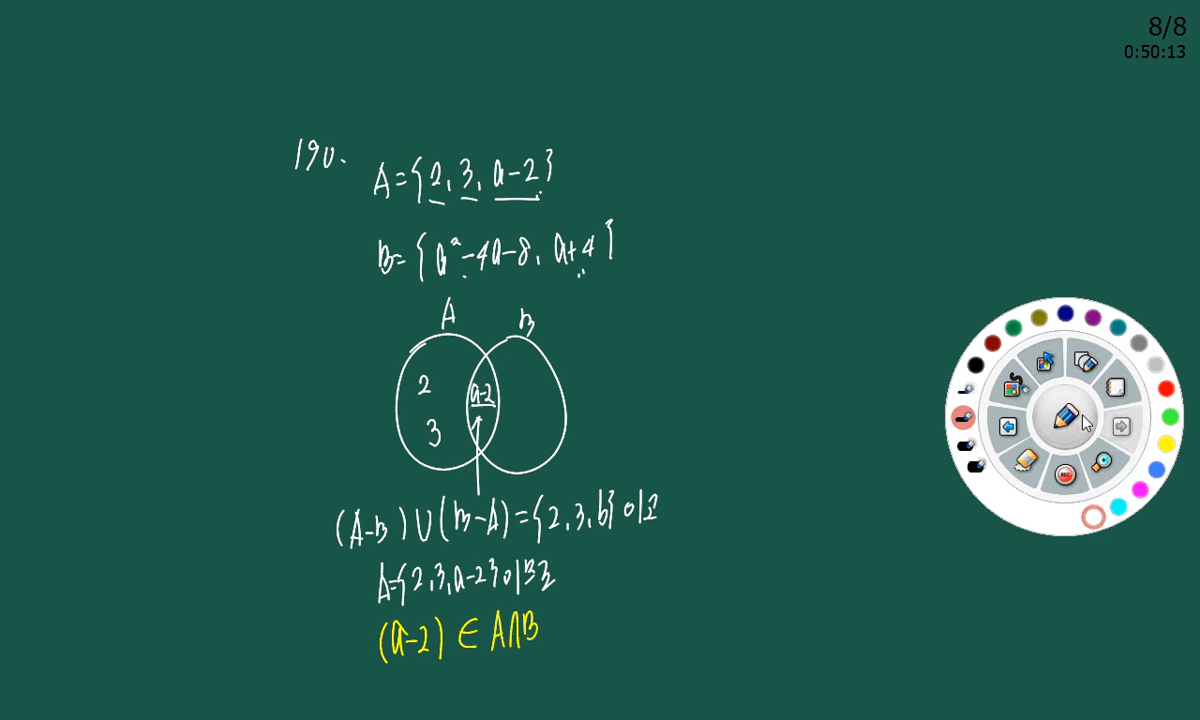 8/8
0:50:13
190.
A={2, 3, a-2}
B={a²-4a-8, a+4}
A B
2 a-2
3
(A-B)∪(B-A)={2,3,b}이고
A={2,3,a-2}이므로
(a-2)∈A∩B
REC